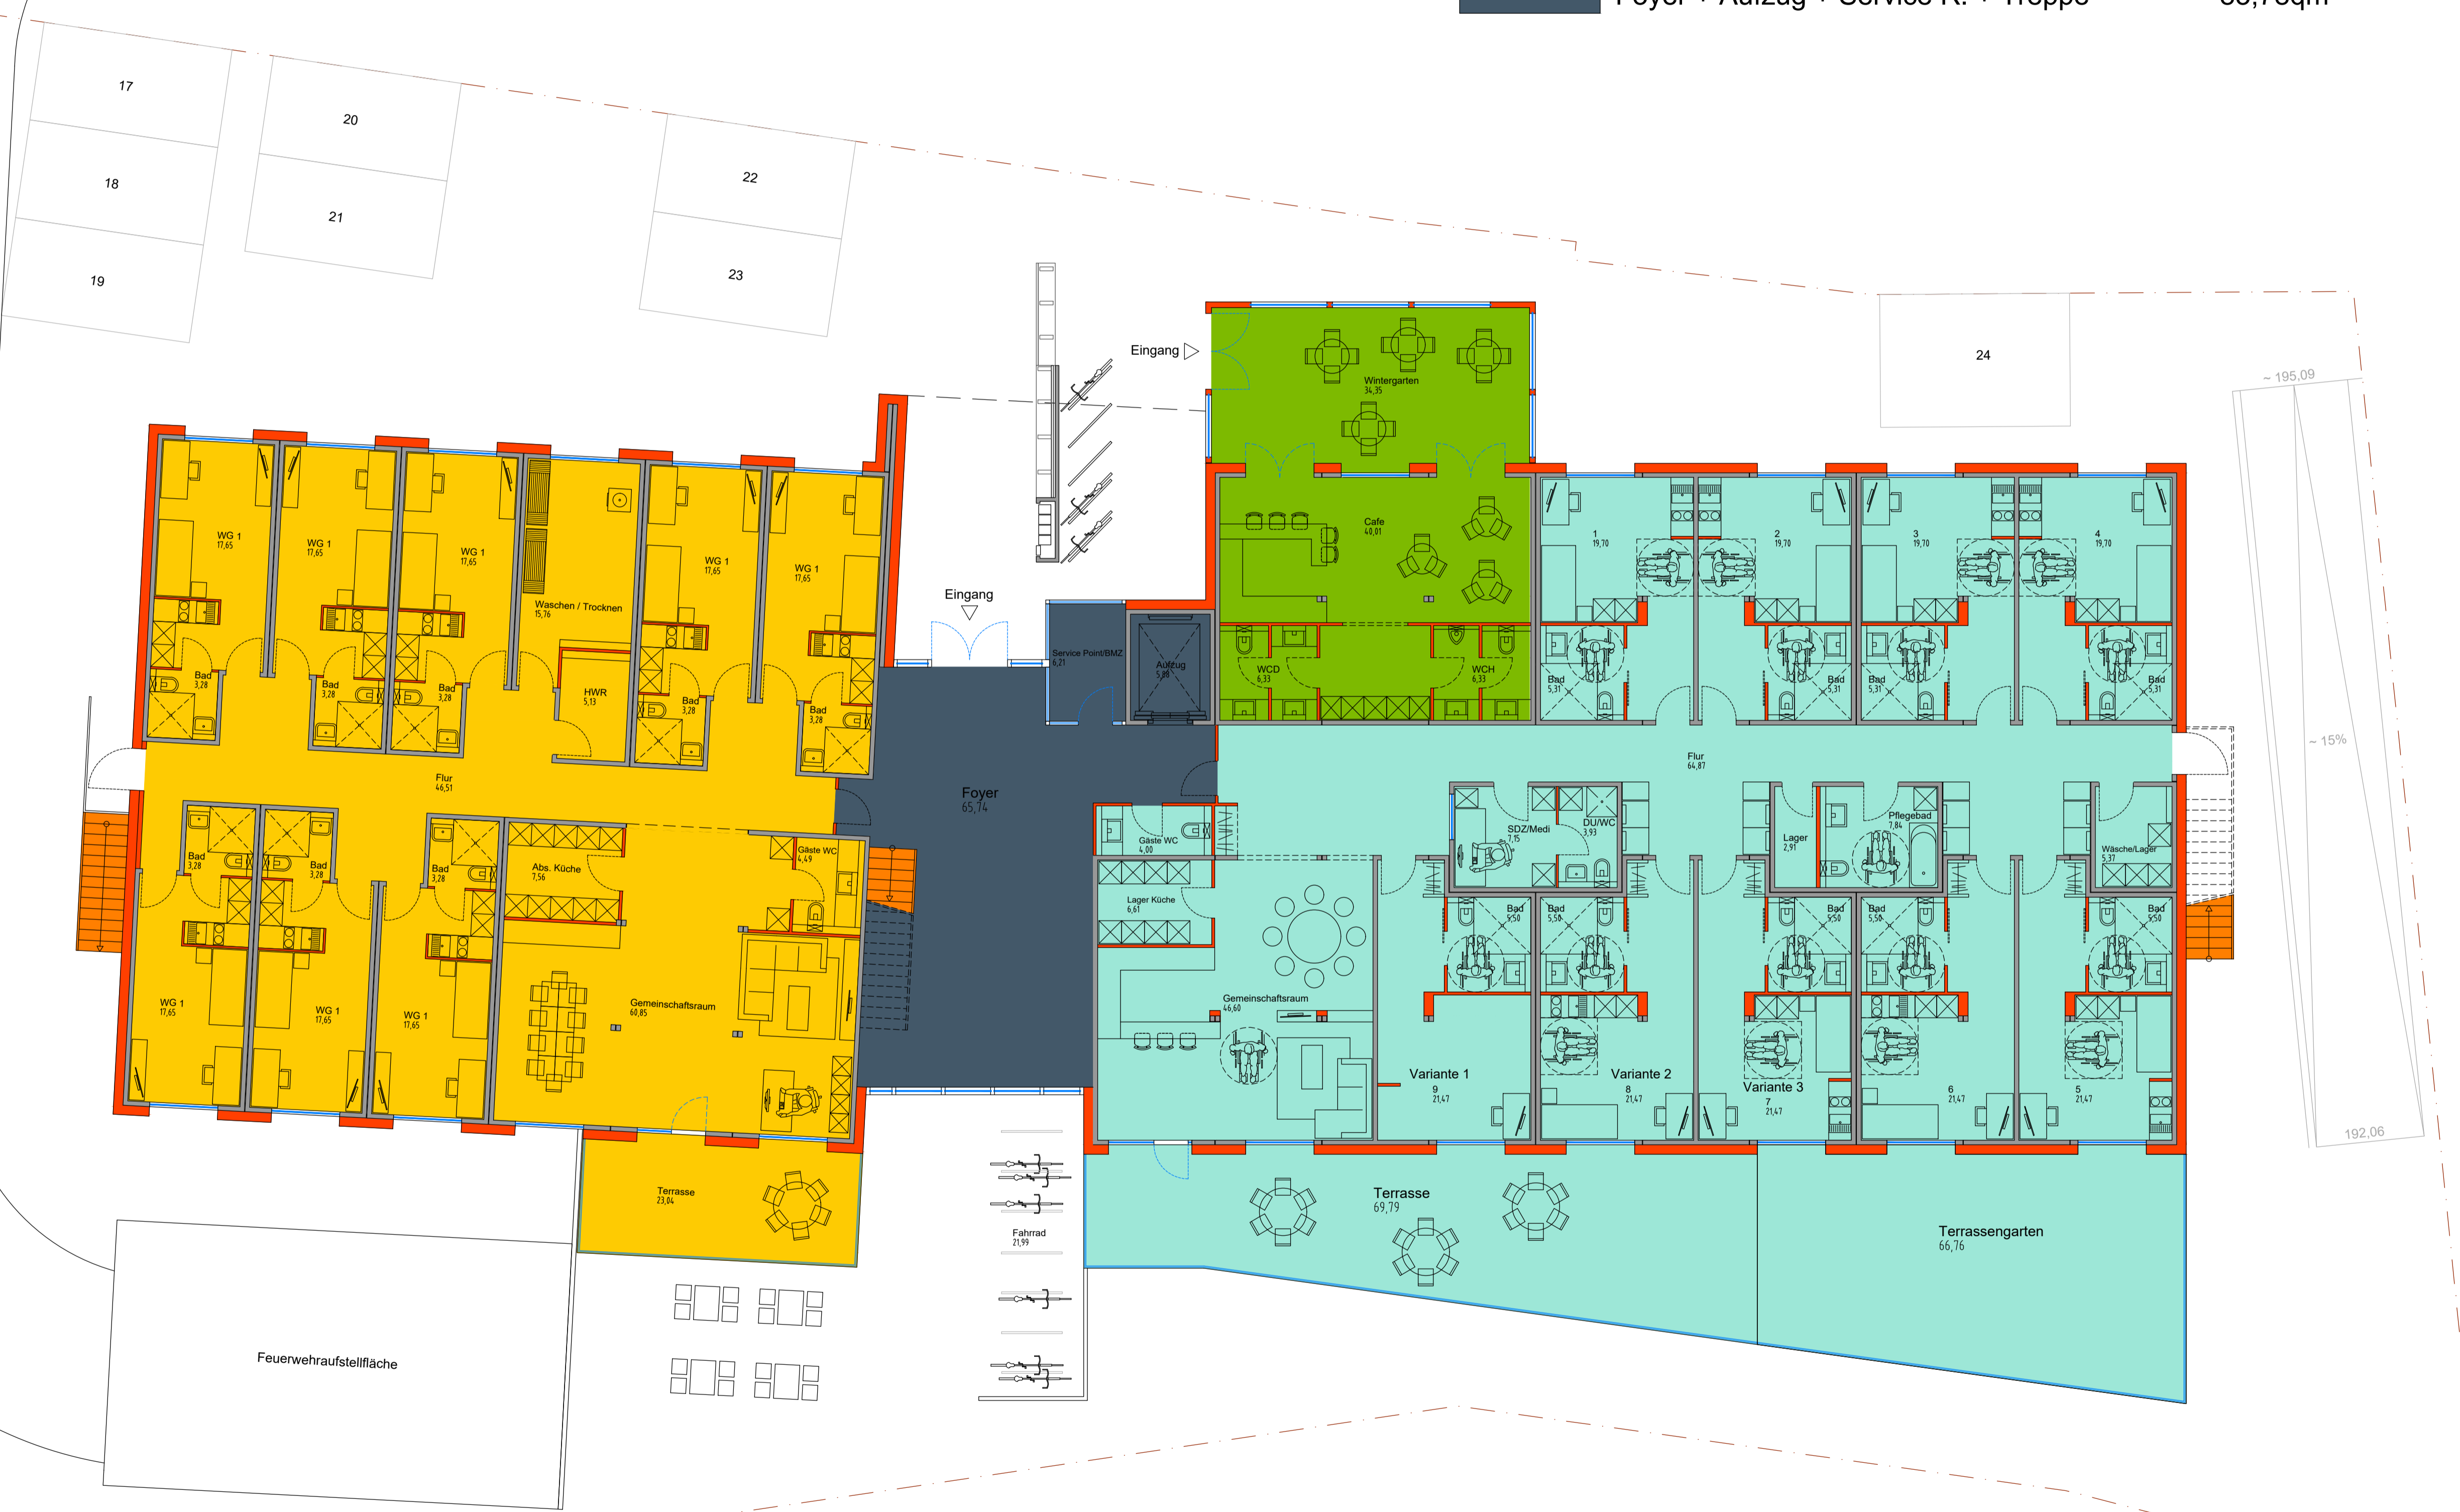 17
18
19
20
21
22
23
24
~ 195,09
~ 15%
192,06
Eingang
Wintergarten
34,35
Cafe
40,01
WCD
6,33
WCH
6,33
Eingang
Service Point/BMZ
6,21
Aufzug
Foyer
65,74
WG 1
17,65
WG 1
17,65
WG 1
17,65
Waschen / Trocknen
15,76
WG 1
17,65
WG 1
17,65
Bad
3,28
Bad
3,28
Bad
3,28
HWR
5,13
Bad
3,28
Bad
3,28
Flur
46,51
Bad
3,28
Bad
3,28
Bad
3,28
Abs. Küche
7,56
Gäste WC
4,49
WG 1
17,65
WG 1
17,65
WG 1
17,65
Gemeinschaftsraum
60,85
Terrasse
23,04
Feuerwehraufstellfläche
Fahrrad
21,99
1
19,70
2
19,70
3
19,70
4
19,70
Bad
5,31
Bad
5,31
Bad
5,31
Bad
5,31
Flur
64,87
Gäste WC
4,00
SDZ/Medi
7,15
DU/WC
3,93
Lager
2,91
Pflegebad
7,84
Wäsche/Lager
5,37
Lager Küche
6,61
Gemeinschaftsraum
46,60
Bad
5,50
Bad
5,50
Bad
5,50
Bad
5,50
Bad
5,50
Variante 1
9
21,47
Variante 2
8
21,47
Variante 3
7
21,47
6
21,47
5
21,47
Terrasse
69,79
Terrassengarten
66,76